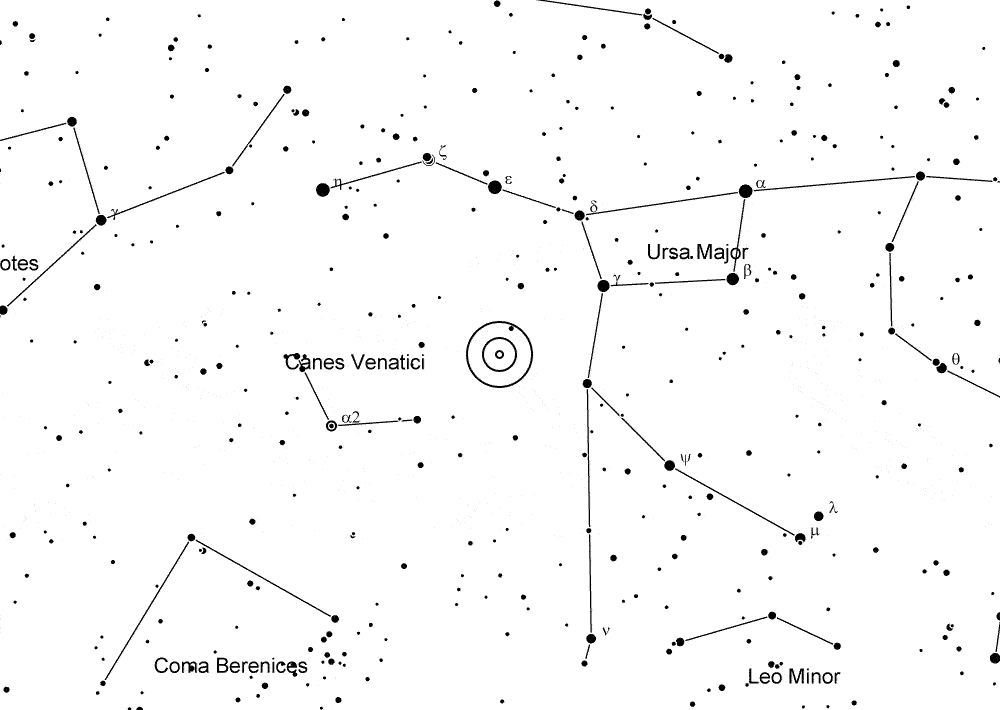 ζ
η
ε
α
δ
γ
Ursa Major
otes
β
γ
Canes Venatici
θ
α2
ψ
λ
μ
ν
Coma Berenices
Leo Minor